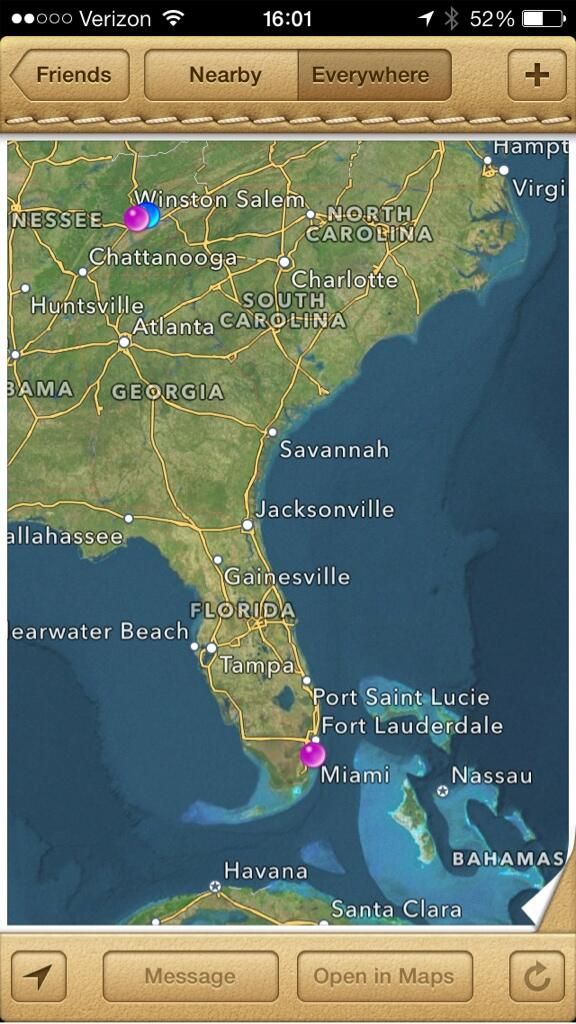 Verizon 16:01 52%
Friends Nearby Everywhere +
Hampt
Virgi
Winston Salem
NESSEE
NORTH
CAROLINA
Chattanooga
Charlotte
Huntsville
SOUTH
CAROLINA
Atlanta
BAMA
GEORGIA
Savannah
Jacksonville
allahassee
Gainesville
FLORIDA
learwater Beach
Tampa
Port Saint Lucie
Fort Lauderdale
Miami
Nassau
BAHAMAS
Havana
Santa Clara
Message Open in Maps